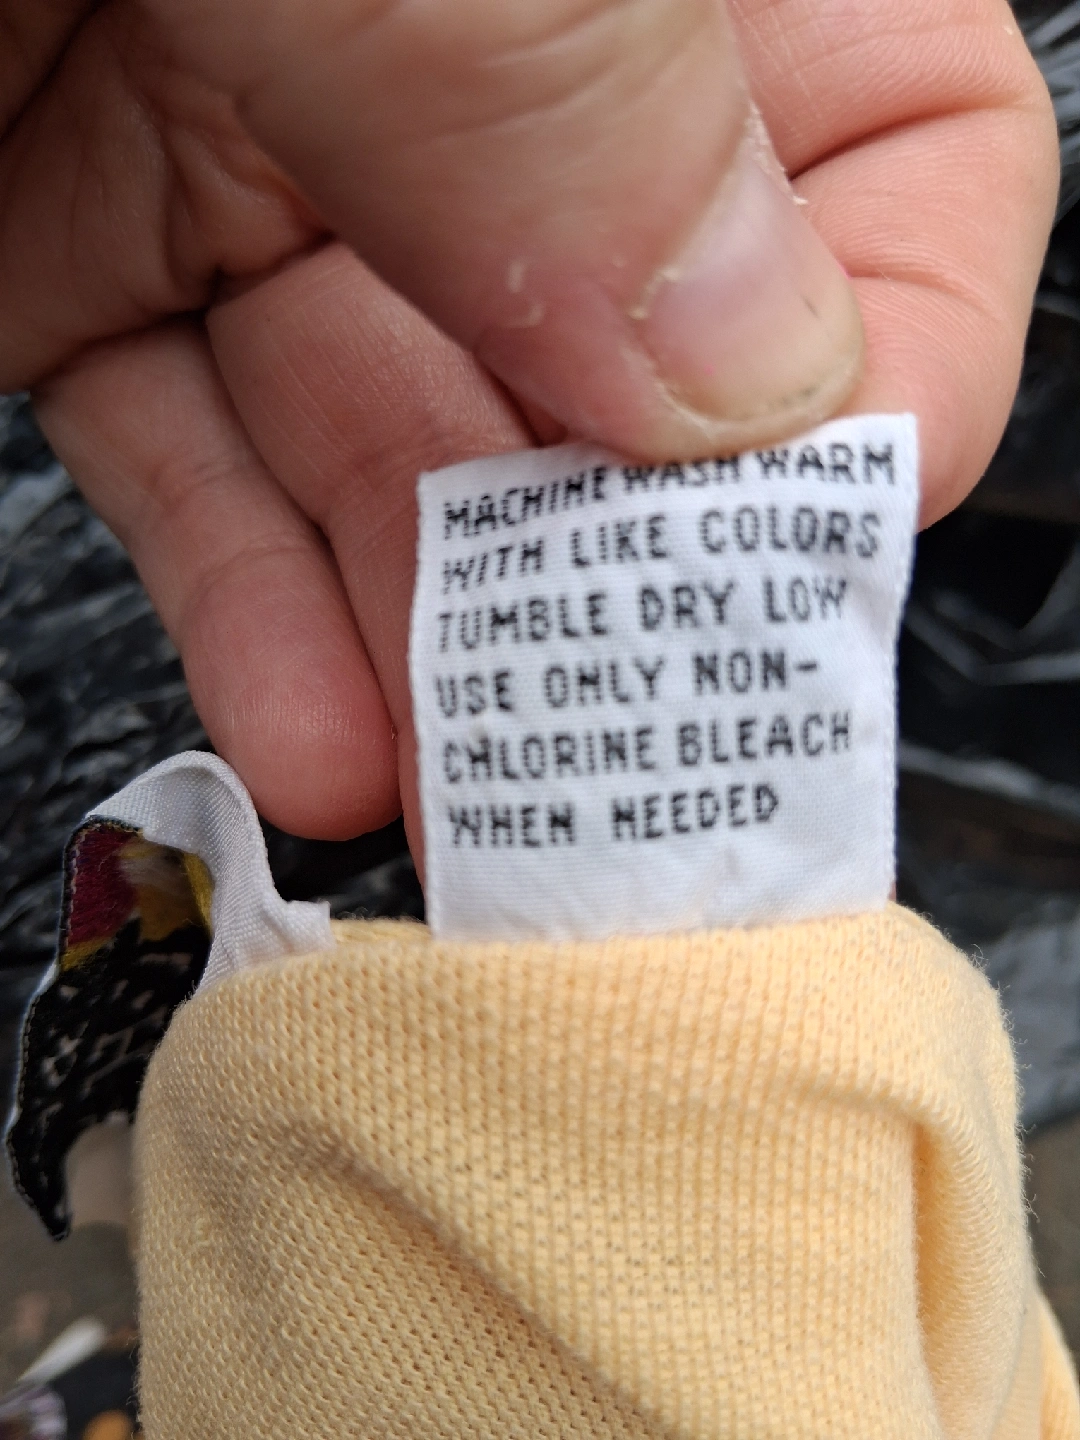 MACHINE WASH WARM
WITH LIKE COLORS
TUMBLE DRY LOW
USE ONLY NON-
CHLORINE BLEACH
WHEN NEEDED